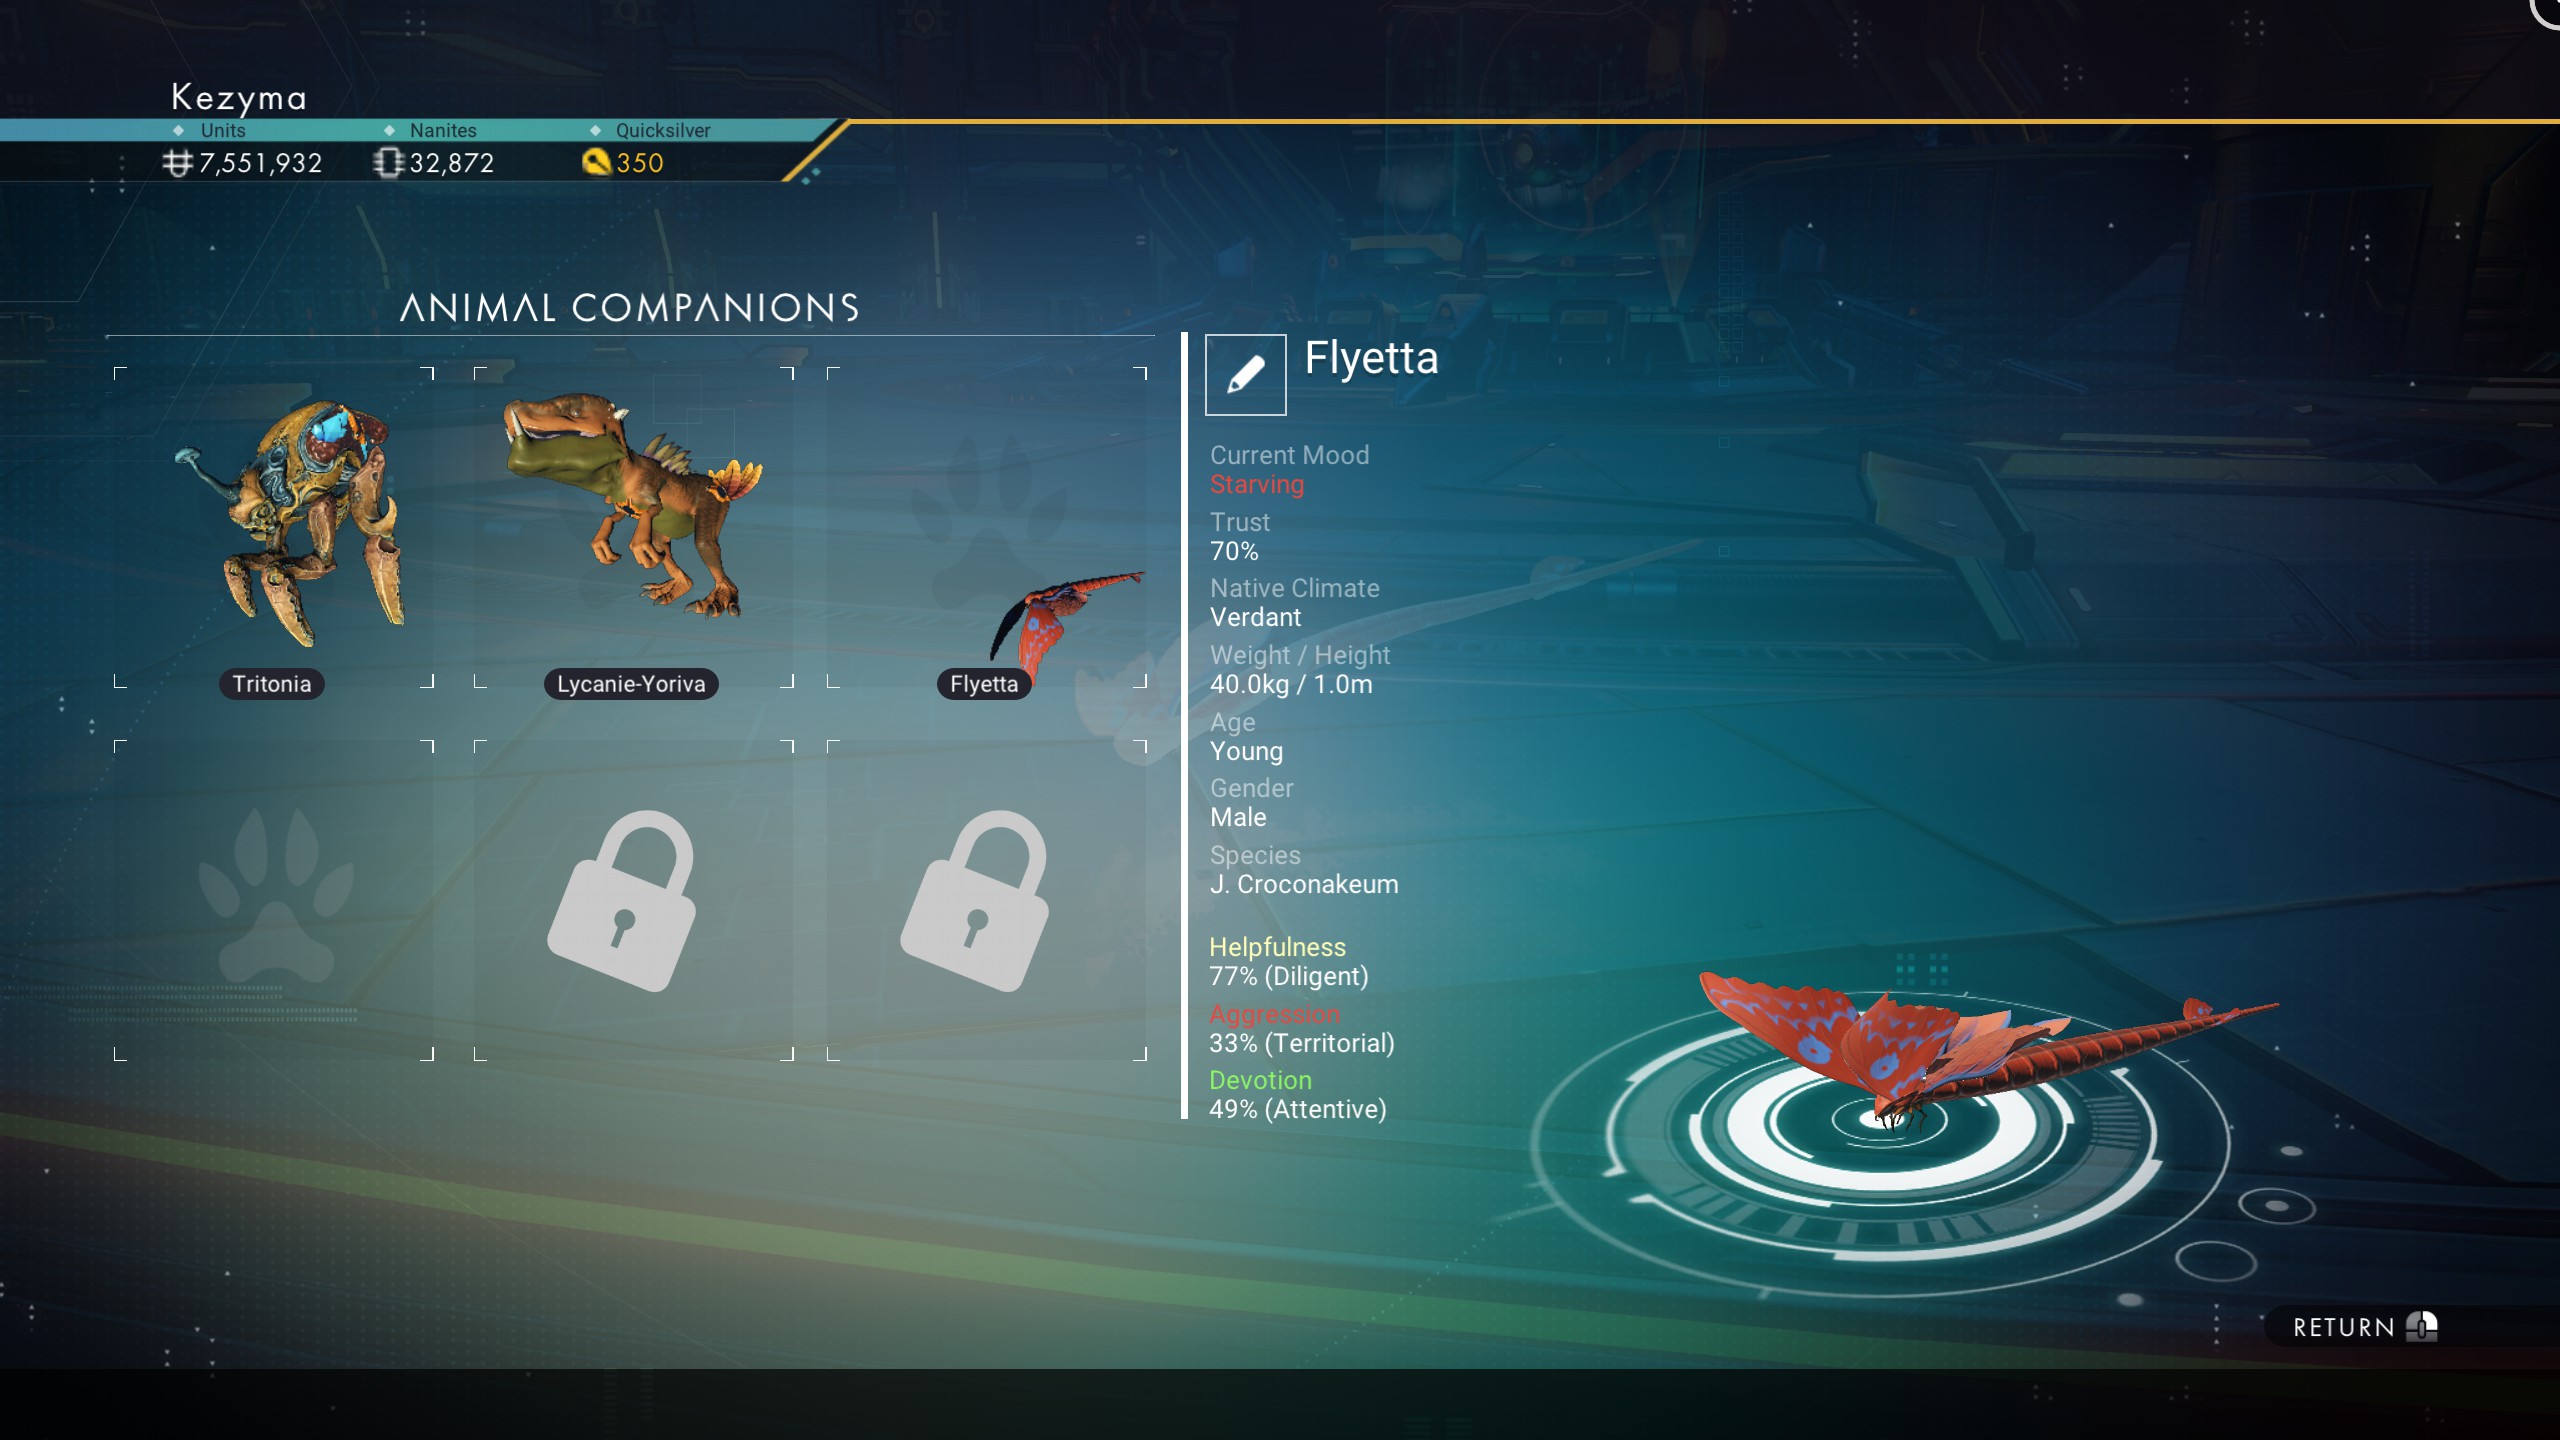 Kezyma
Units Nanites Quicksilver
7,551,932 32,872 350
ANIMAL COMPANIONS
Tritonia
Lycanie-Yoriva
Flyetta
Flyetta
Current Mood
Starving
Trust
70%
Native Climate
Verdant
Weight / Height
40.0kg / 1.0m
Age
Young
Gender
Male
Species
J. Croconakeum
Helpfulness
77% (Diligent)
Aggression
33% (Territorial)
Devotion
49% (Attentive)
RETURN